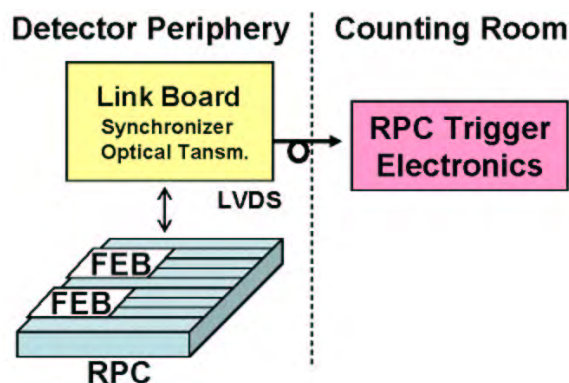 Detector Periphery
Counting Room
Link Board
Synchronizer
Optical Tansm.
RPC Trigger
Electronics
LVDS
FEB
FEB
RPC